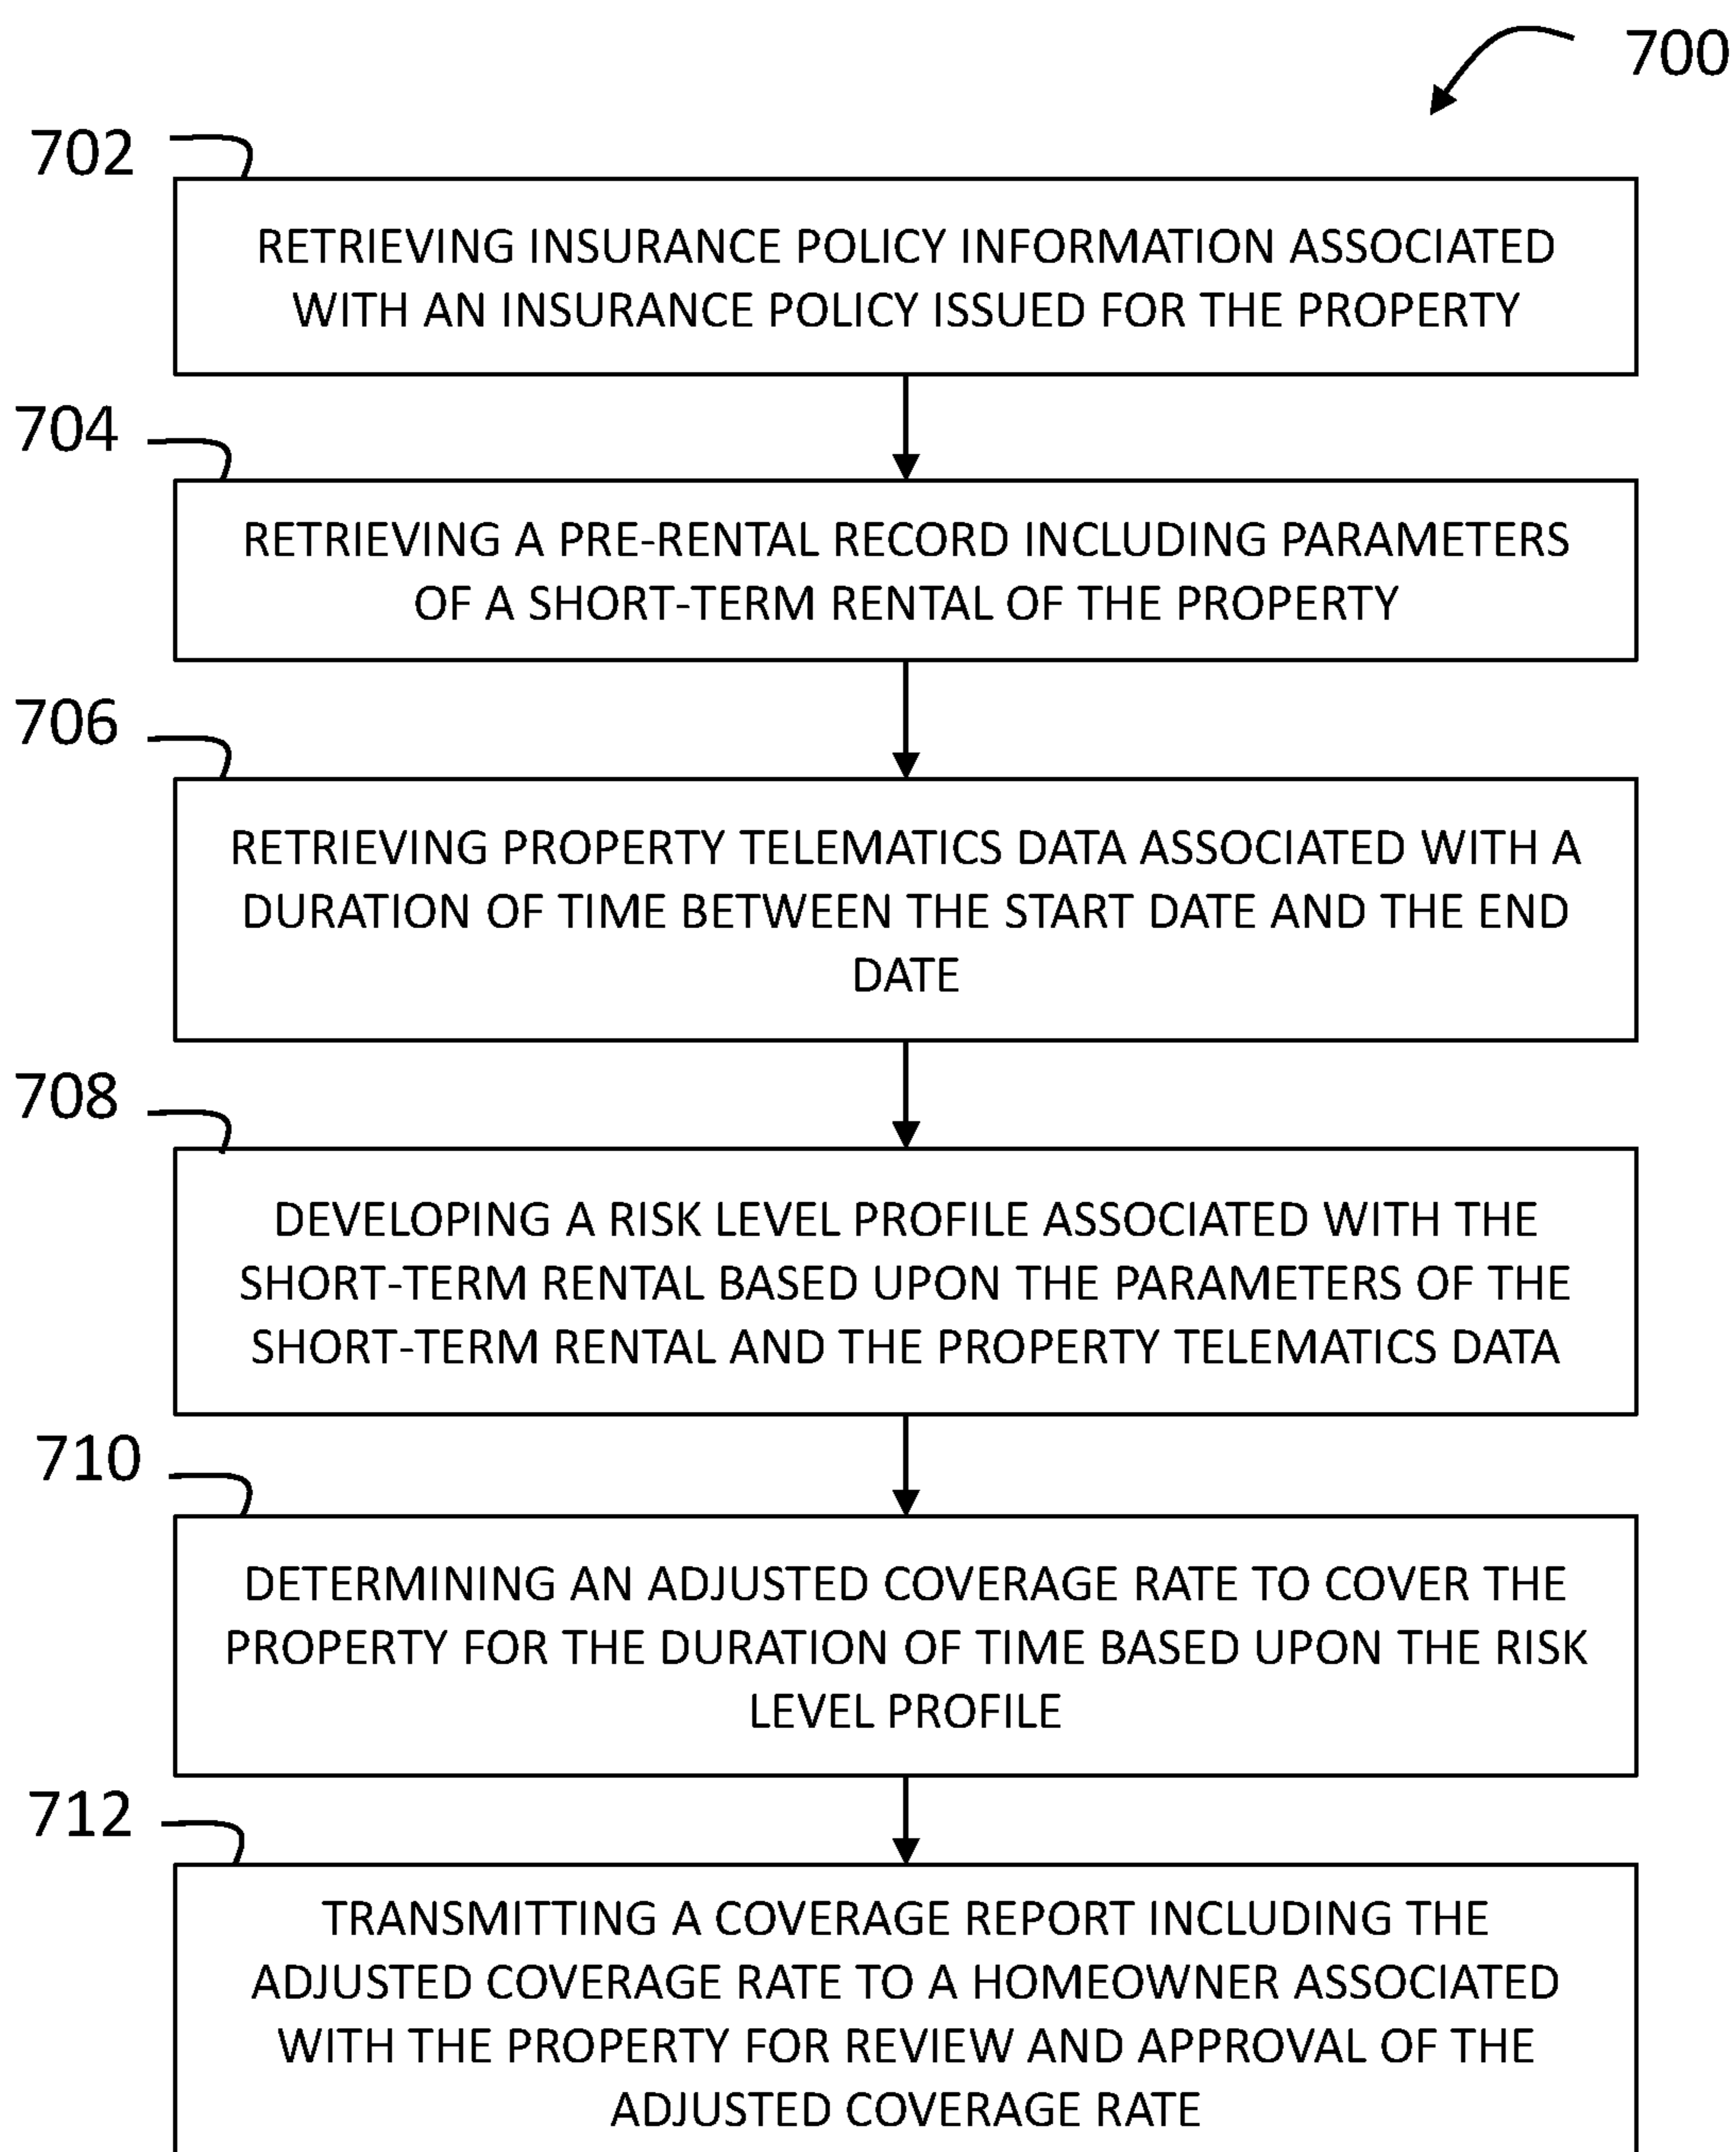 700
702
RETRIEVING INSURANCE POLICY INFORMATION ASSOCIATED
WITH AN INSURANCE POLICY ISSUED FOR THE PROPERTY
704
RETRIEVING A PRE-RENTAL RECORD INCLUDING PARAMETERS
OF A SHORT-TERM RENTAL OF THE PROPERTY
706
RETRIEVING PROPERTY TELEMATICS DATA ASSOCIATED WITH A
DURATION OF TIME BETWEEN THE START DATE AND THE END
DATE
708
DEVELOPING A RISK LEVEL PROFILE ASSOCIATED WITH THE
SHORT-TERM RENTAL BASED UPON THE PARAMETERS OF THE
SHORT-TERM RENTAL AND THE PROPERTY TELEMATICS DATA
710
DETERMINING AN ADJUSTED COVERAGE RATE TO COVER THE
PROPERTY FOR THE DURATION OF TIME BASED UPON THE RISK
LEVEL PROFILE
712
TRANSMITTING A COVERAGE REPORT INCLUDING THE
ADJUSTED COVERAGE RATE TO A HOMEOWNER ASSOCIATED
WITH THE PROPERTY FOR REVIEW AND APPROVAL OF THE
ADJUSTED COVERAGE RATE